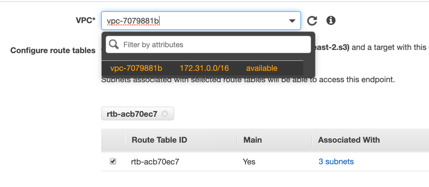 VPC* vpc-7079881b
Filter by attributes
Configure route tables east-2.s3) and a target with this
vpc-7079881b 172.31.0.0/16 available
Subnets associated with selected route tables will be able to access this endpoint.
rtb-acb70ec7
Route Table ID Main Associated With
rtb-acb70ec7 Yes 3 subnets